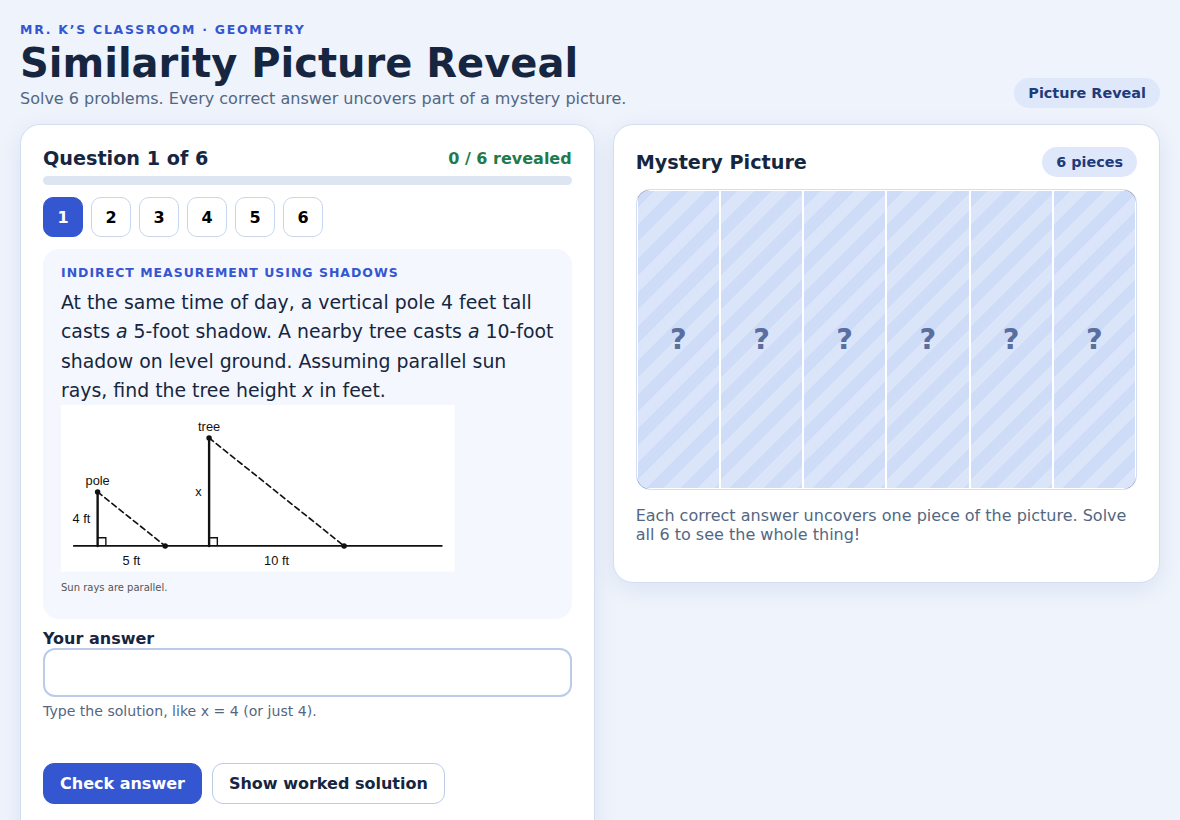 MR. K’S CLASSROOM · GEOMETRY
Similarity Picture Reveal
Solve 6 problems. Every correct answer uncovers part of a mystery picture.
Picture Reveal
Question 1 of 6
0 / 6 revealed
1 2 3 4 5 6
INDIRECT MEASUREMENT USING SHADOWS
At the same time of day, a vertical pole 4 feet tall
casts a 5-foot shadow. A nearby tree casts a 10-foot
shadow on level ground. Assuming parallel sun
rays, find the tree height x in feet.
tree
pole
x
4 ft
5 ft
10 ft
Sun rays are parallel.
Your answer
Type the solution, like x = 4 (or just 4).
Check answer
Show worked solution
Mystery Picture
6 pieces
? ? ? ? ? ?
Each correct answer uncovers one piece of the picture. Solve
all 6 to see the whole thing!